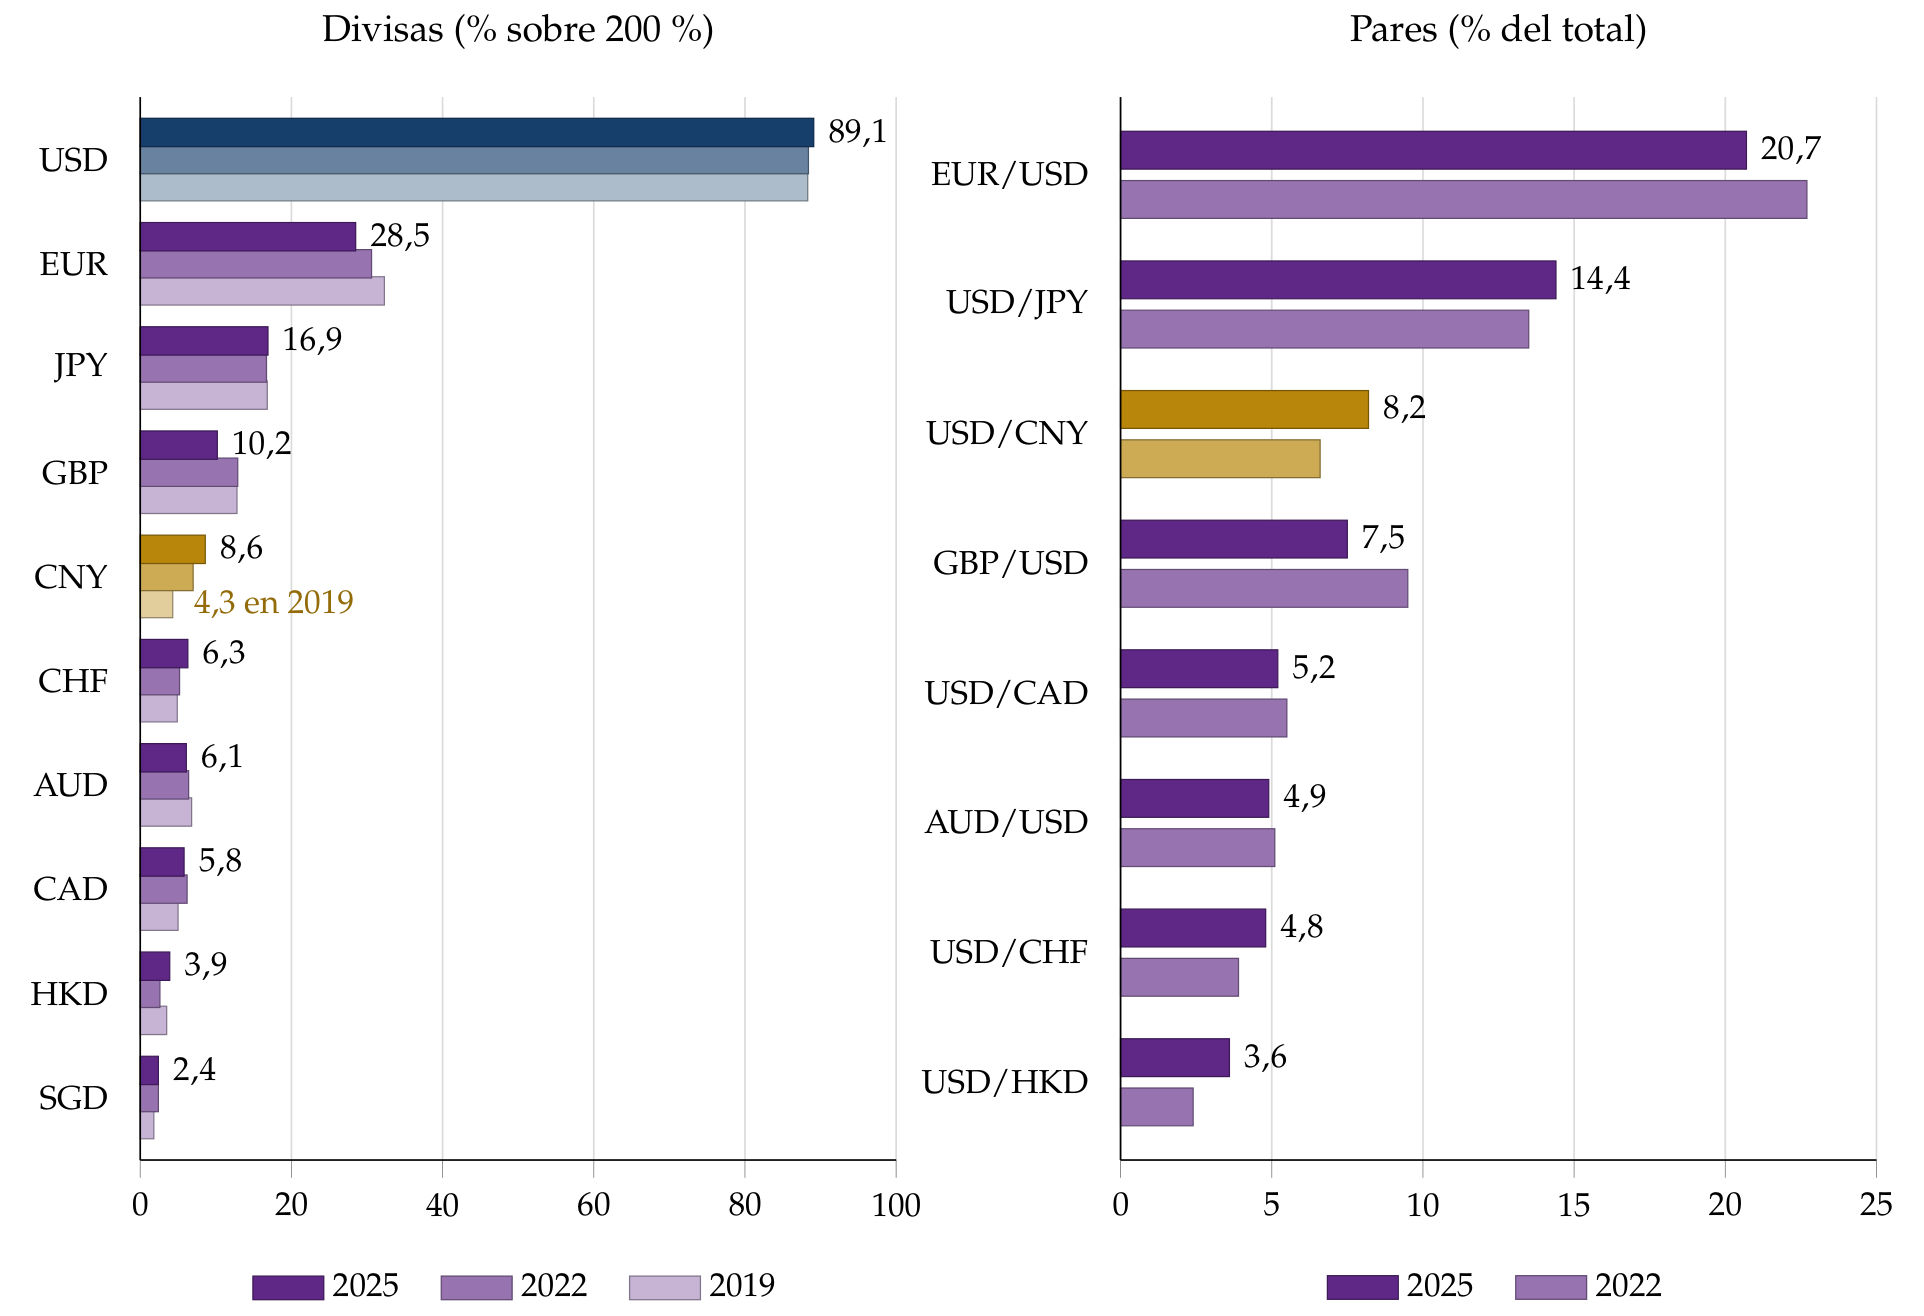 Divisas (% sobre 200 %)
USD
89,1
EUR
28,5
JPY
16,9
GBP
10,2
CNY
8,6
4,3 en 2019
CHF
6,3
AUD
6,1
CAD
5,8
HKD
3,9
SGD
2,4
0 20 40 60 80 100
2025 2022 2019
Pares (% del total)
EUR/USD
20,7
USD/JPY
14,4
USD/CNY
8,2
GBP/USD
7,5
USD/CAD
5,2
AUD/USD
4,9
USD/CHF
4,8
USD/HKD
3,6
0 5 10 15 20 25
2025 2022